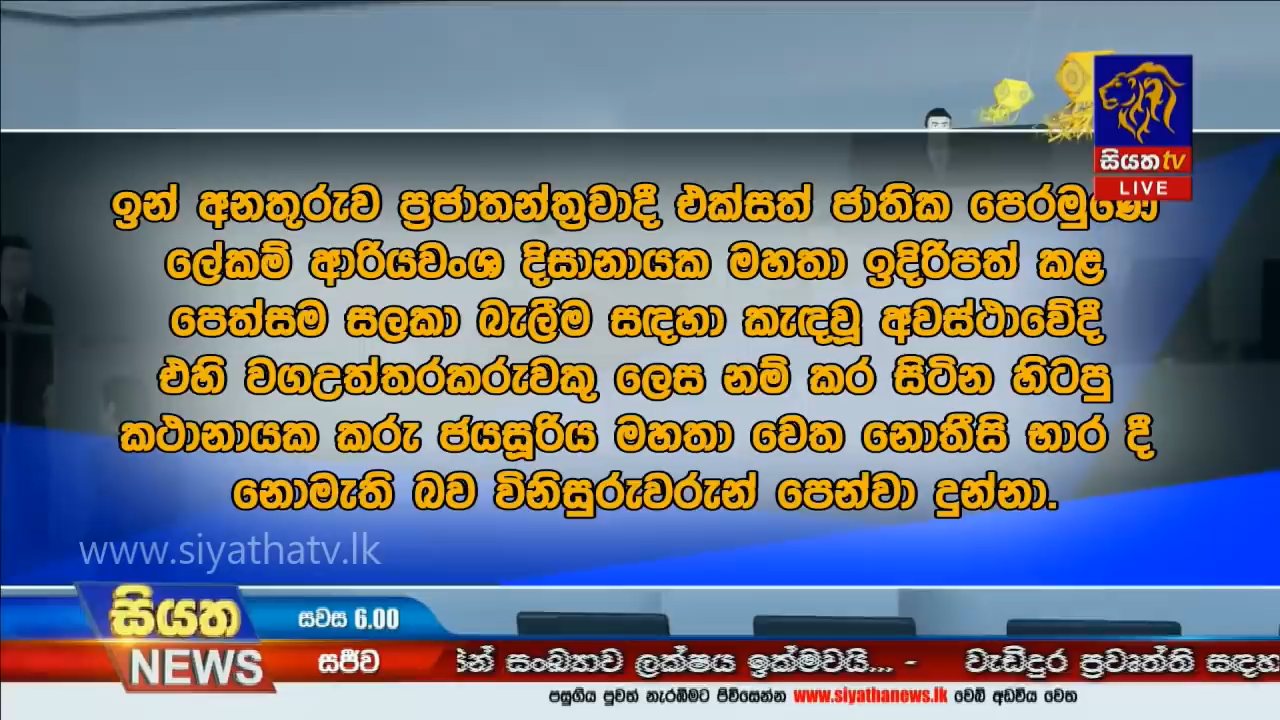 සියත tv
LIVE
ඉන් අනතුරුව ප්‍රජාතන්ත්‍රවාදී එක්සත් ජාතික පෙරමුණේ
ලේකම් ආරියවංශ දිසානායක මහතා ඉදිරිපත් කළ
පෙත්සම සලකා බැලීම සඳහා කැඳවූ අවස්ථාවේදී
එහි වගඋත්තරකරුවකු ලෙස නම් කර සිටින හිටපු
කථානායක කරු ජයසූරිය මහතා වෙත නොතීසි භාර දී
නොමැති බව විනිසුරුවරුන් පෙන්වා දුන්නා.
www.siyathatv.lk
සියත NEWS
සවස 6.00
සජීව
සංඛ්‍යාව ලක්ෂය ඉක්මවයි... - වැඩිදුර ප්‍රවෘත්ති
පසුගිය පුවත් නැරඹීමට පිවිසෙන්න www.siyathanews.lk වෙබ් අඩවිය වෙත